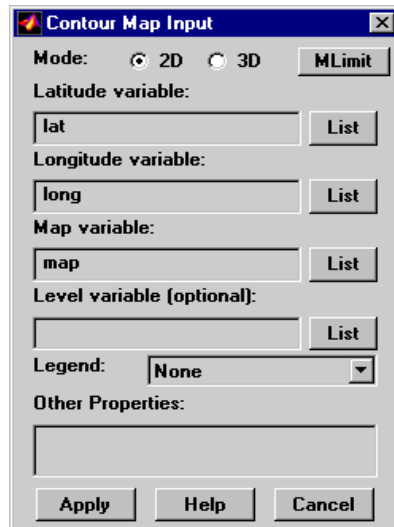 Contour Map Input
Mode: 2D 3D MLimit
Latitude variable:
lat List
Longitude variable:
long List
Map variable:
map List
Level variable (optional):
List
Legend: None
Other Properties:
Apply Help Cancel